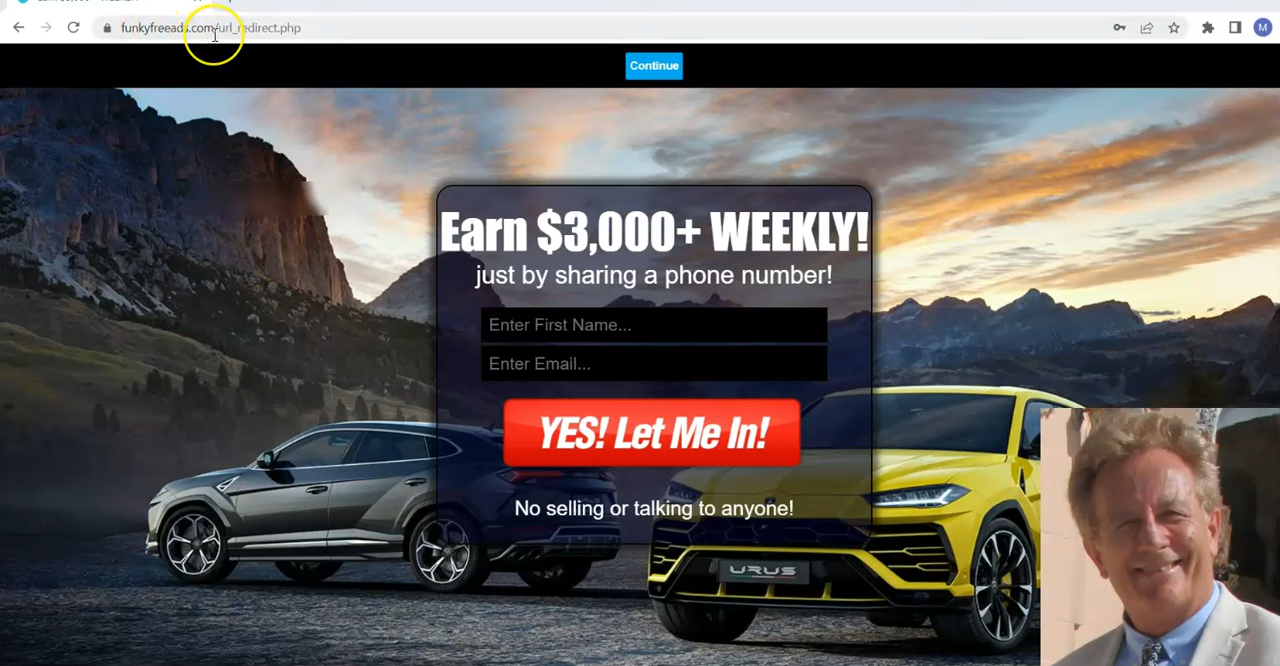 funkyfreeads.com/url_redirect.php
M
Continue
Earn $3,000+ WEEKLY!
just by sharing a phone number!
Enter First Name...
Enter Email...
YES! Let Me In!
No selling or talking to anyone!
URUS